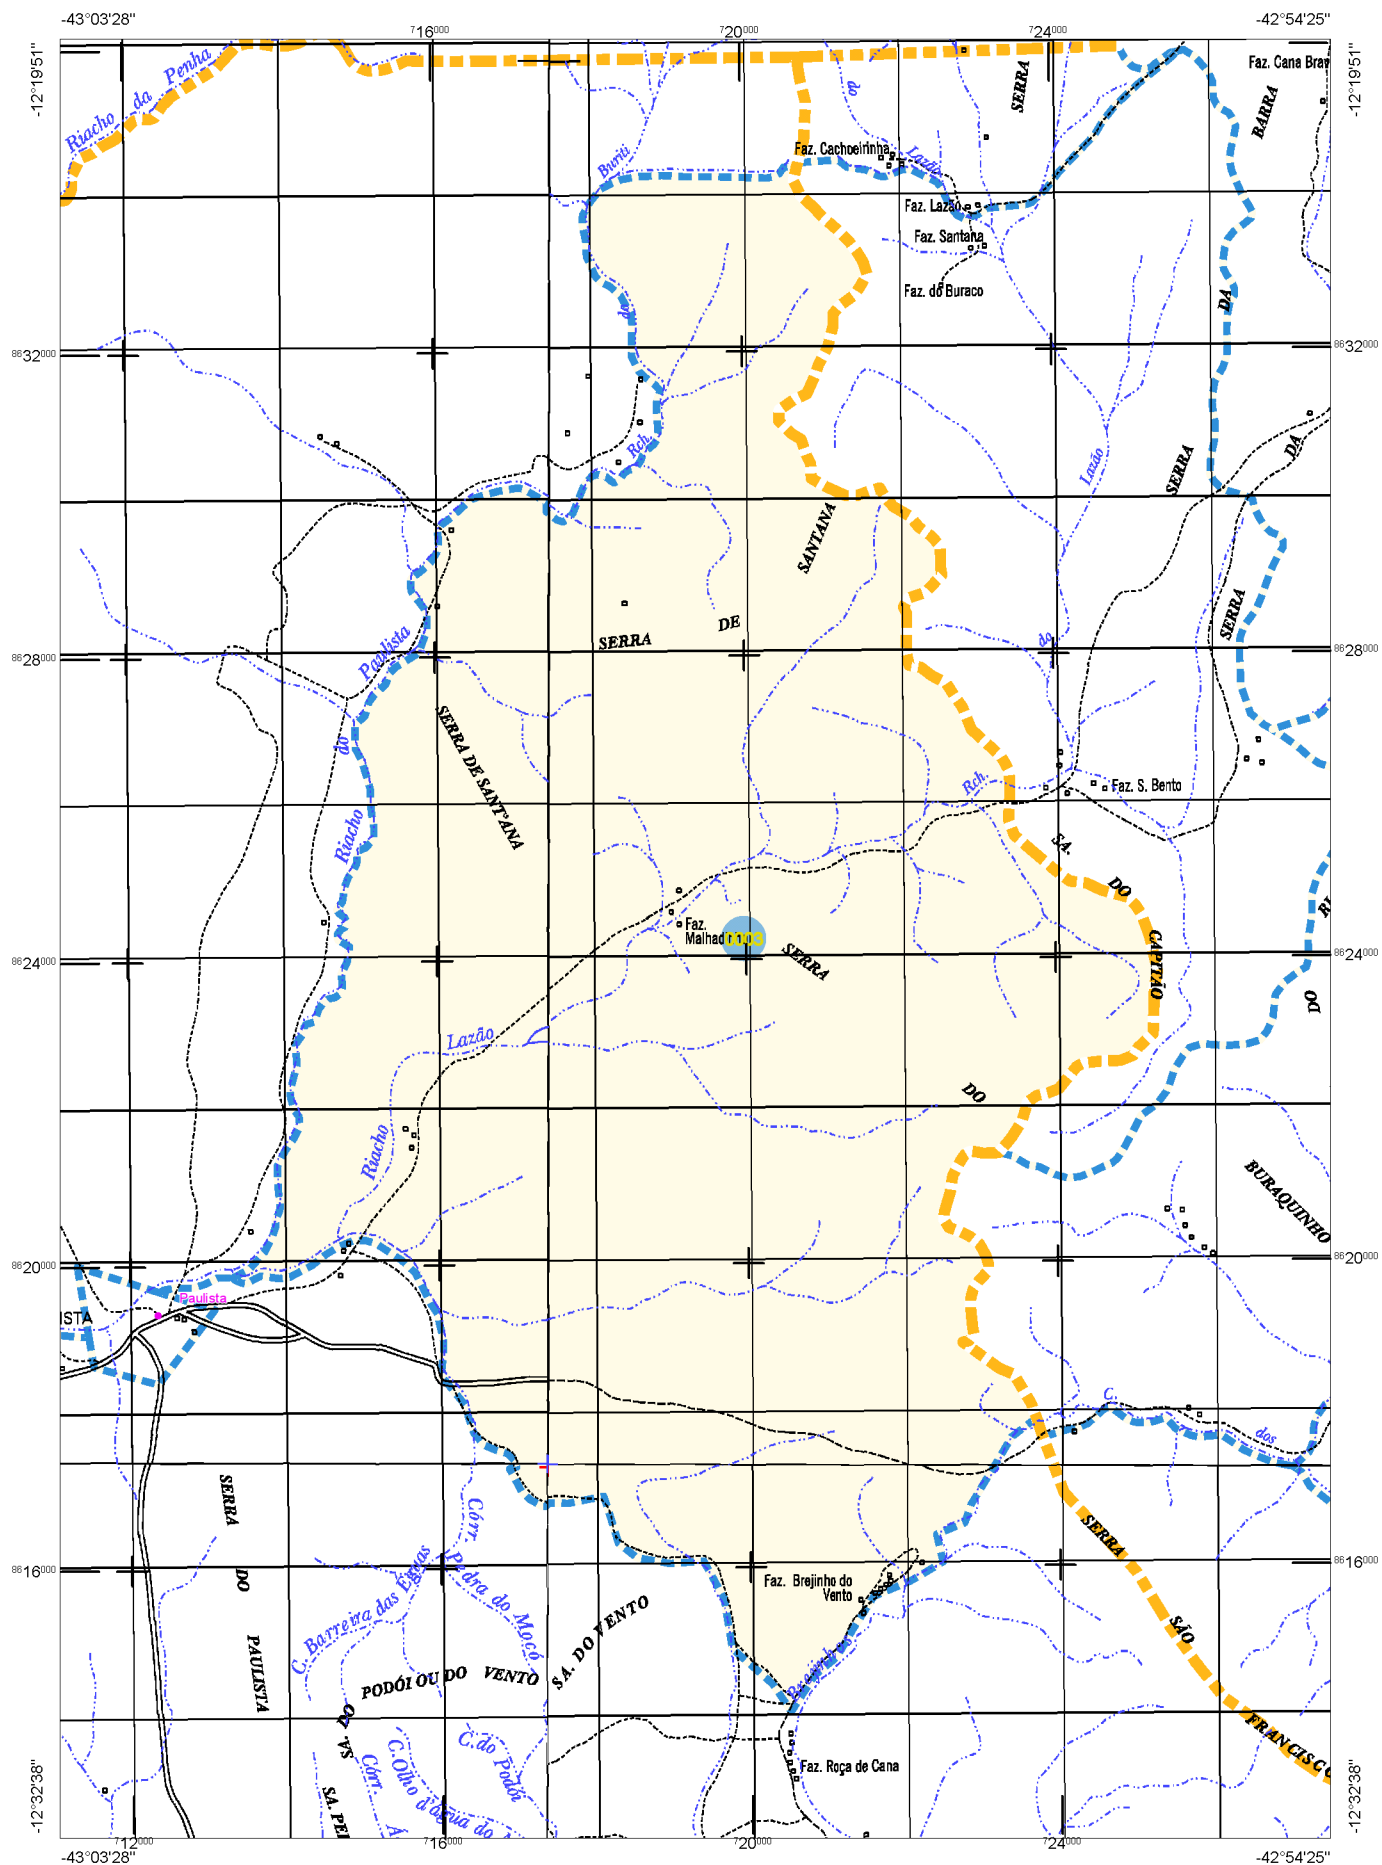 -43°03'28"
716000
720000
724000
-42°54'25"
-12°19'51"
-12°19'51"
Riacho da Penha
do
SERRA
Faz. Cana Brav
BARRA
Faz. Cachoeirinha
Lazão
Buriti
Faz. Lazão
Faz. Santana
Faz. do Buraco
DA
do
8632000
8632000
Rch.
Lazão
SERRA
DA
SANTANA
SERRA
DE
SERRA
do
Paulista
8628000
8628000
SERRA DE SANT'ANA
do
Riacho
Rch.
Faz. S. Bento
SA.
DO
CAPITÃO
Faz.
0003
SERRA
DO
8624000
8624000
Lazão
DO
Riacho
BURAQUINHO
8620000
8620000
Paulista
ISTA
C.
dos
SERRA
DO
PAULISTA
Córr.
SERRA
SÃO
FRANCISCO
8616000
8616000
C. Barreira das Éguas
Pedra do Mocó
Faz. Brejinho do
Vento
SA. DO VENTO
PODÓI OU DO VENTO
DO
SA.
C. do Podói
C. Olho d'água do
Córr.
SA. PEI
Faz. Roça de Cana
-12°32'38"
-12°32'38"
712000
716000
720000
724000
-43°03'28"
-42°54'25"